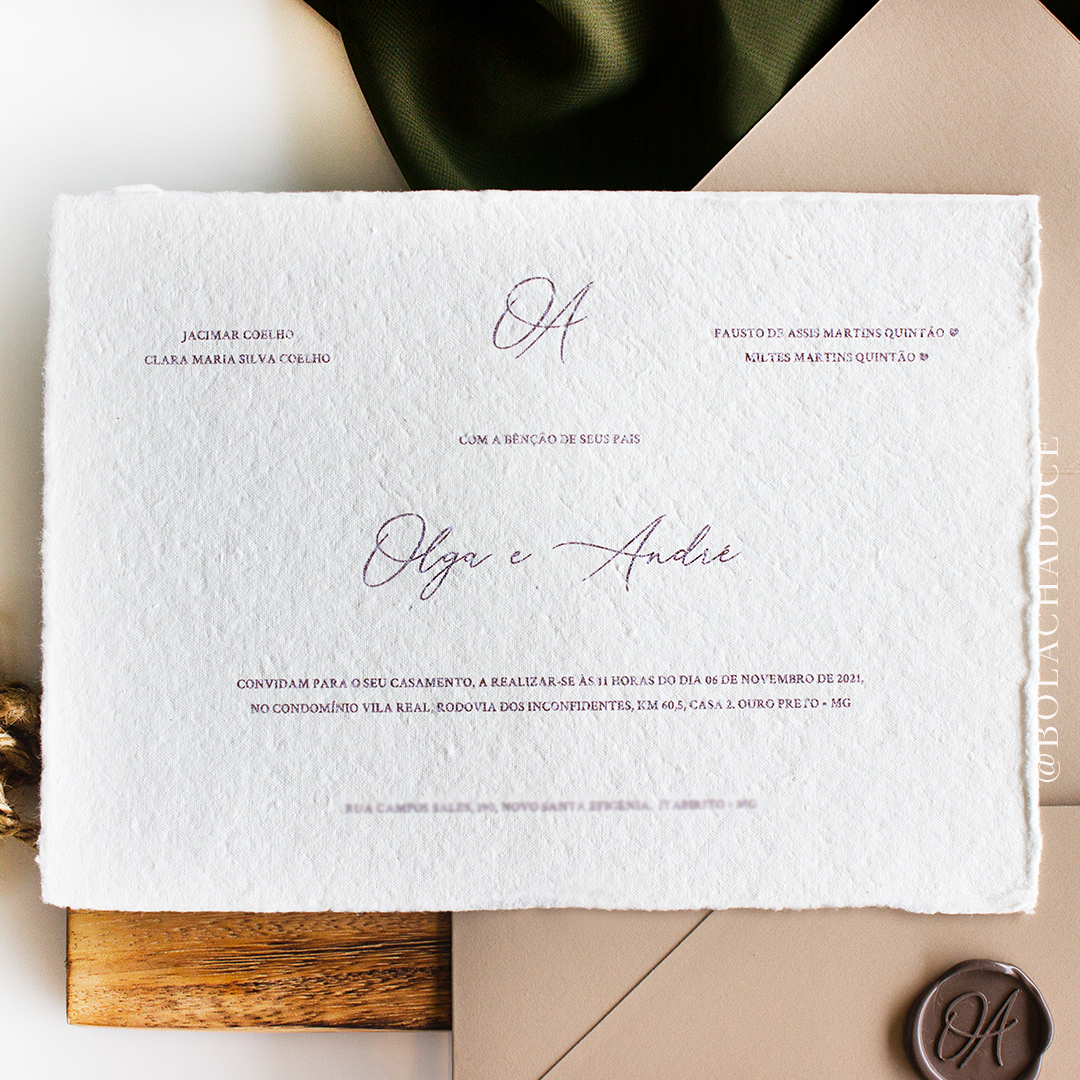 OA
JACIMAR COELHO
CLARA MARIA SILVA COELHO
FAUSTO DE ASSIS MARTINS QUINTÃO
MILTES MARTINS QUINTÃO
COM A BÊNÇÃO DE SEUS PAIS
Olga e André
CONVIDAM PARA O SEU CASAMENTO, A REALIZAR-SE ÀS 11 HORAS DO DIA 06 DE NOVEMBRO DE 2021,
NO CONDOMÍNIO VILA REAL, RODOVIA DOS INCONFIDENTES, KM 60,5, CASA 2. OURO PRETO - MG
@BOLACHADOCE
OA